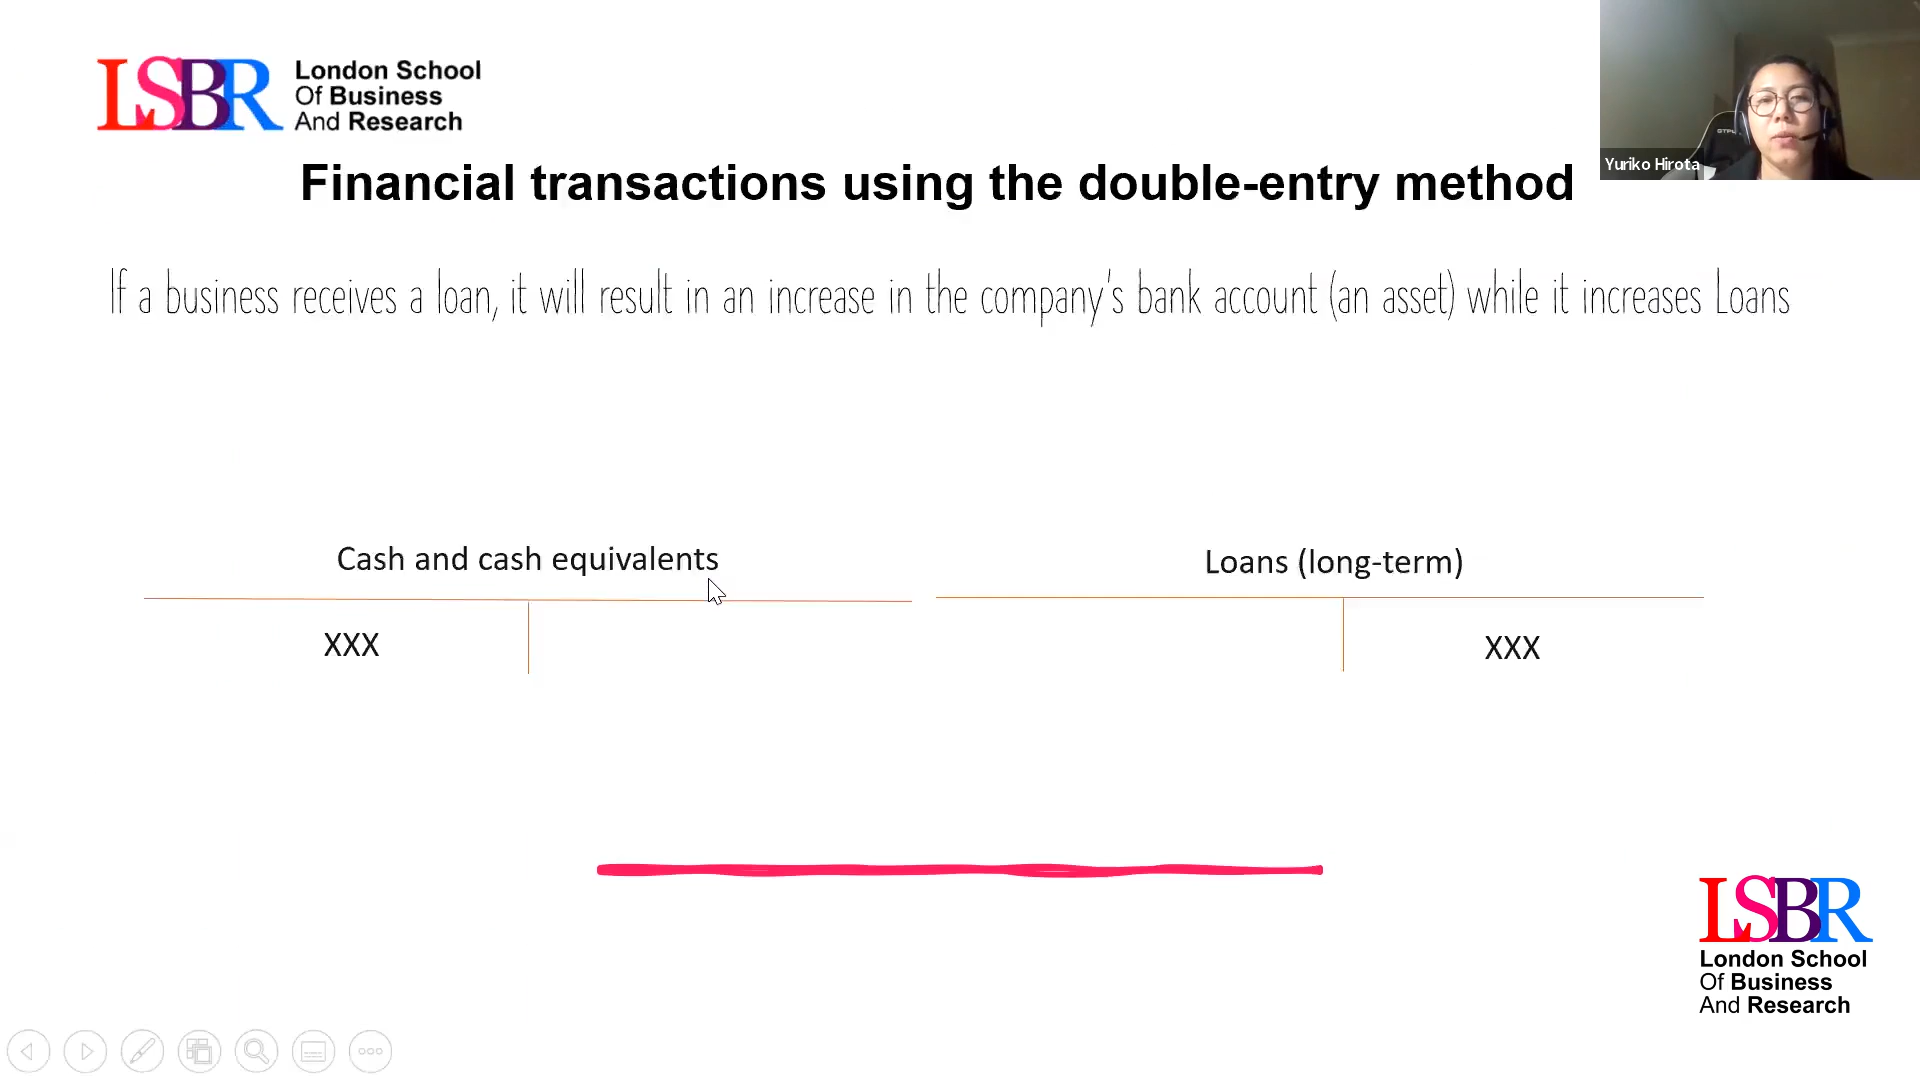 LSBR
London School
Of Business
And Research
Yuriko Hirota
Financial transactions using the double-entry method
If a business receives a loan, it will result in an increase in the company's bank account (an asset) while it increases Loans
Cash and cash equivalents
Loans (long-term)
XXX
XXX
LSBR
London School
Of Business
And Research